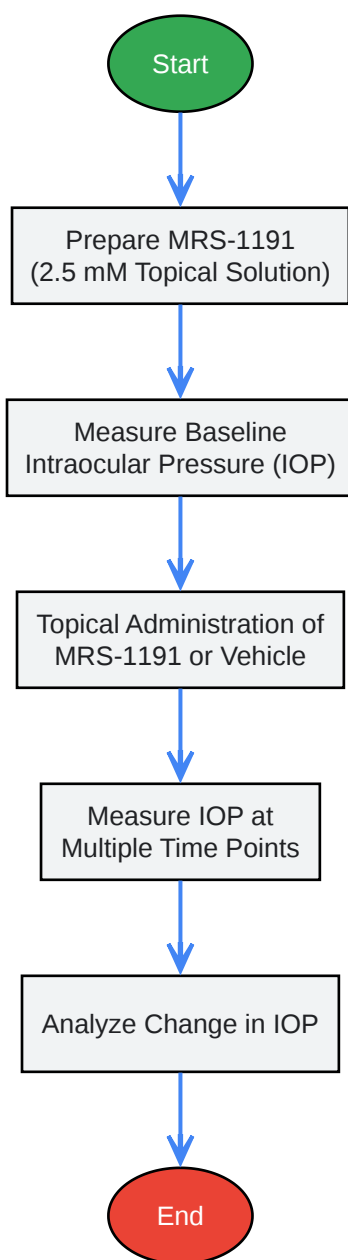 Start
Prepare MRS-1191
(2.5 mM Topical Solution)
Measure Baseline
Intraocular Pressure (IOP)
Topical Administration of
MRS-1191 or Vehicle
Measure IOP at
Multiple Time Points
Analyze Change in IOP
End